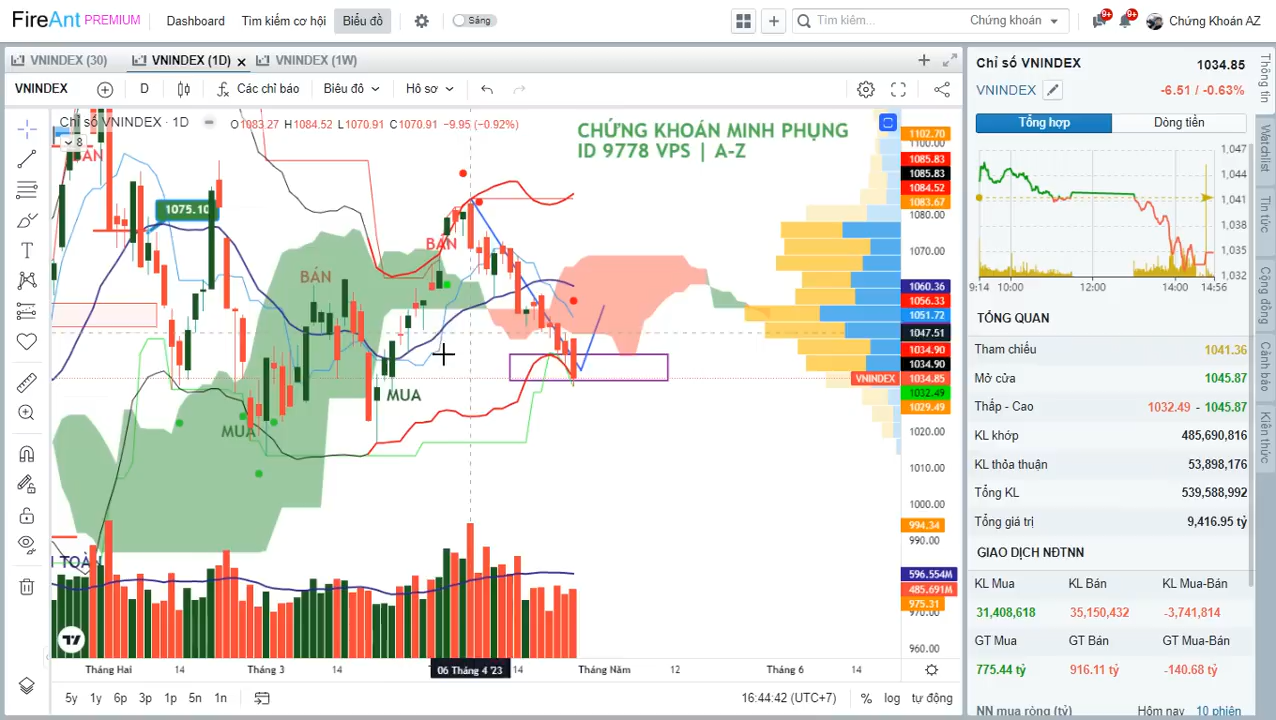 FireAnt PREMIUM
Dashboard
Tìm kiếm cơ hội
Biểu đồ
Sáng
Tìm kiếm...
Chứng khoán
9+
9+
Chứng Khoán AZ
VNINDEX (30)
VNINDEX (1D)
VNINDEX (1W)
VNINDEX
D
Các chỉ báo
Biểu đồ
Hồ sơ
Chỉ số VNINDEX · 1D
O1083.27 H1084.52 L1070.91 C1070.91 -9.95 (-0.92%)
8
CHỨNG KHOÁN MINH PHỤNG
ID 9778 VPS | A-Z
1075.10
BÁN
BÁN
MUA
MUA
1102.70
1100.00
1085.83
1085.83
1084.52
1083.67
1080.00
1070.00
1060.36
1056.33
1051.72
1047.51
1034.90
1034.90
VNINDEX
1034.85
1032.49
1029.49
1020.00
1010.00
1000.00
994.34
990.00
596.554M
485.691M
975.31
970.00
960.00
Tháng Hai
14
Tháng 3
14
06 Tháng 4 '23
14
Tháng Năm
12
Tháng 6
14
5y
1y
6p
3p
1p
5n
1n
16:44:42 (UTC+7)
%
log
tự động
Chỉ số VNINDEX
1034.85
VNINDEX
-6.51 / -0.63%
Tổng hợp
Dòng tiền
1,047
1,044
1,041
1,038
1,035
1,032
9:14
10:00
12:00
14:00
14:56
TỔNG QUAN
Tham chiếu
1041.36
Mở cửa
1045.87
Thấp - Cao
1032.49 - 1045.87
KL khớp
485,690,816
KL thỏa thuận
53,898,176
Tổng KL
539,588,992
Tổng giá trị
9,416.95 tỷ
GIAO DỊCH NĐTNN
KL Mua
KL Bán
KL Mua-Bán
31,408,618
35,150,432
-3,741,814
GT Mua
GT Bán
GT Mua-Bán
775.44 tỷ
916.11 tỷ
-140.68 tỷ
NN mua ròng (tỷ)
Hôm nay
10 phiên
Thông tin
Watchlist
Tin tức
Cộng đồng
Cảnh báo
Kiến thức